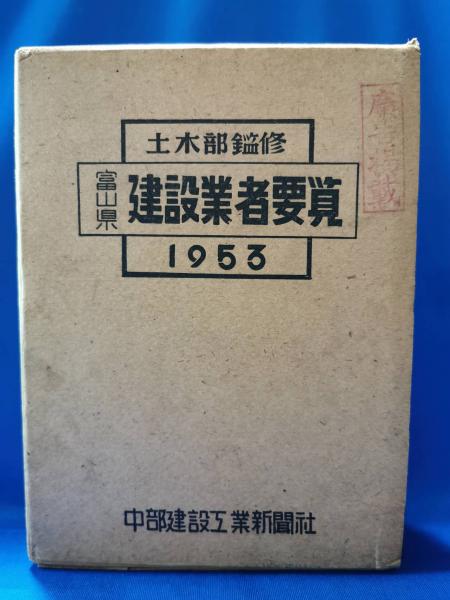 土木部鑑修
富山県 建設業者要覧
1953
中部建設工業新聞社